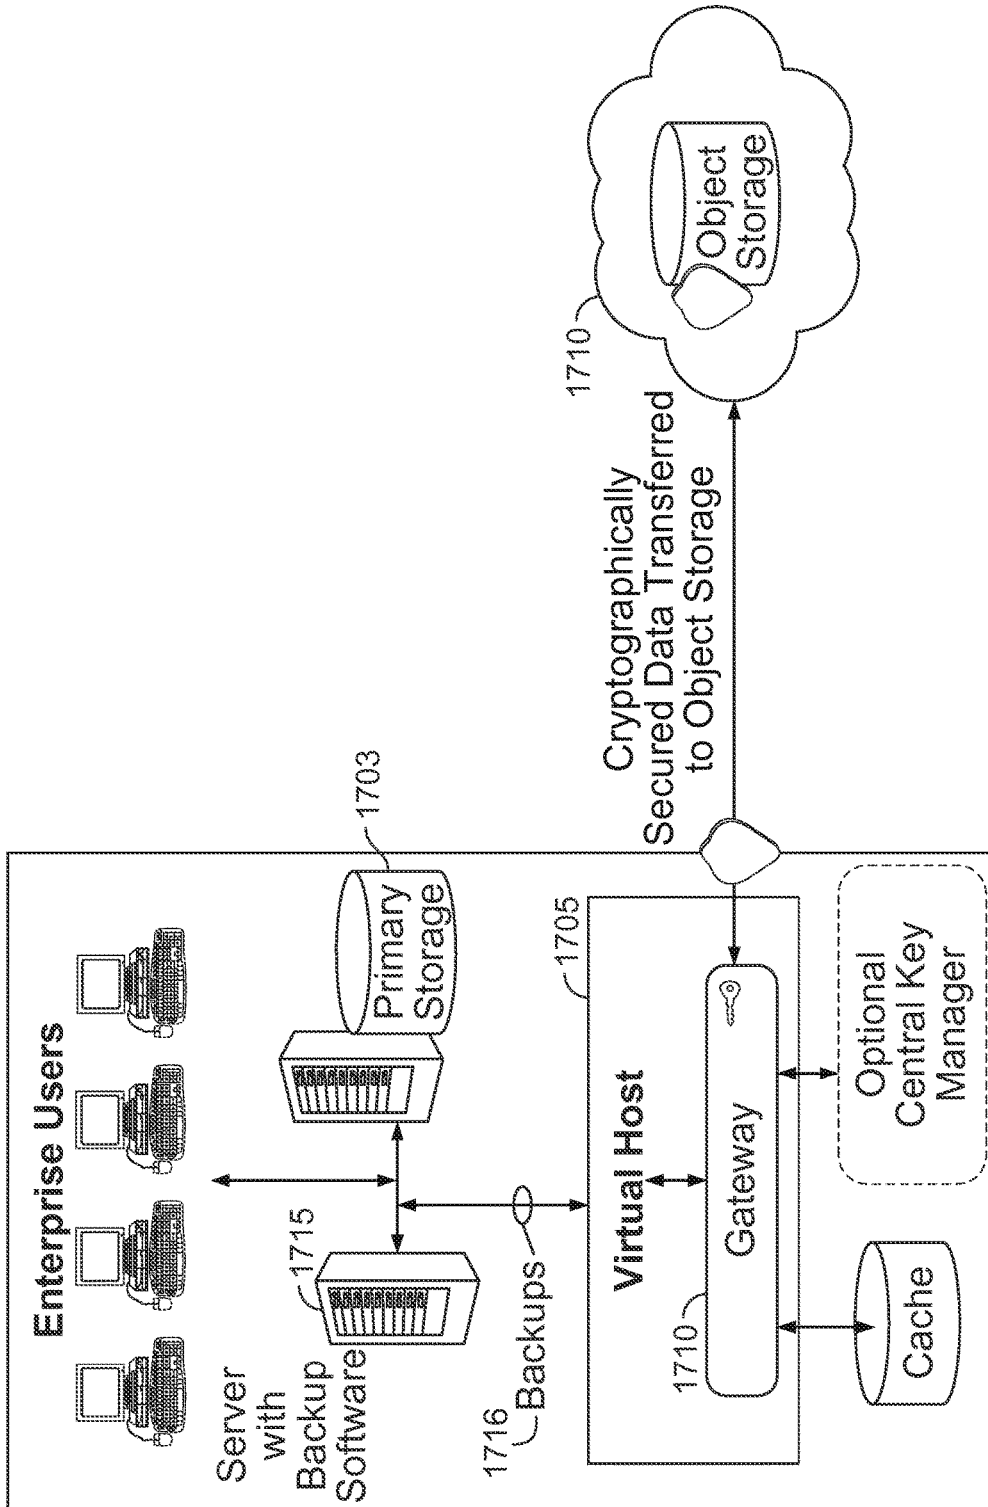 Enterprise Users
Server
with
Backup
Software
1715
Primary
Storage
1703
1716
Backups
1705
Virtual Host
1710
Gateway
Cache
Optional
Central Key
Manager
Cryptographically
Secured Data Transferred
to Object Storage
1710
Object
Storage